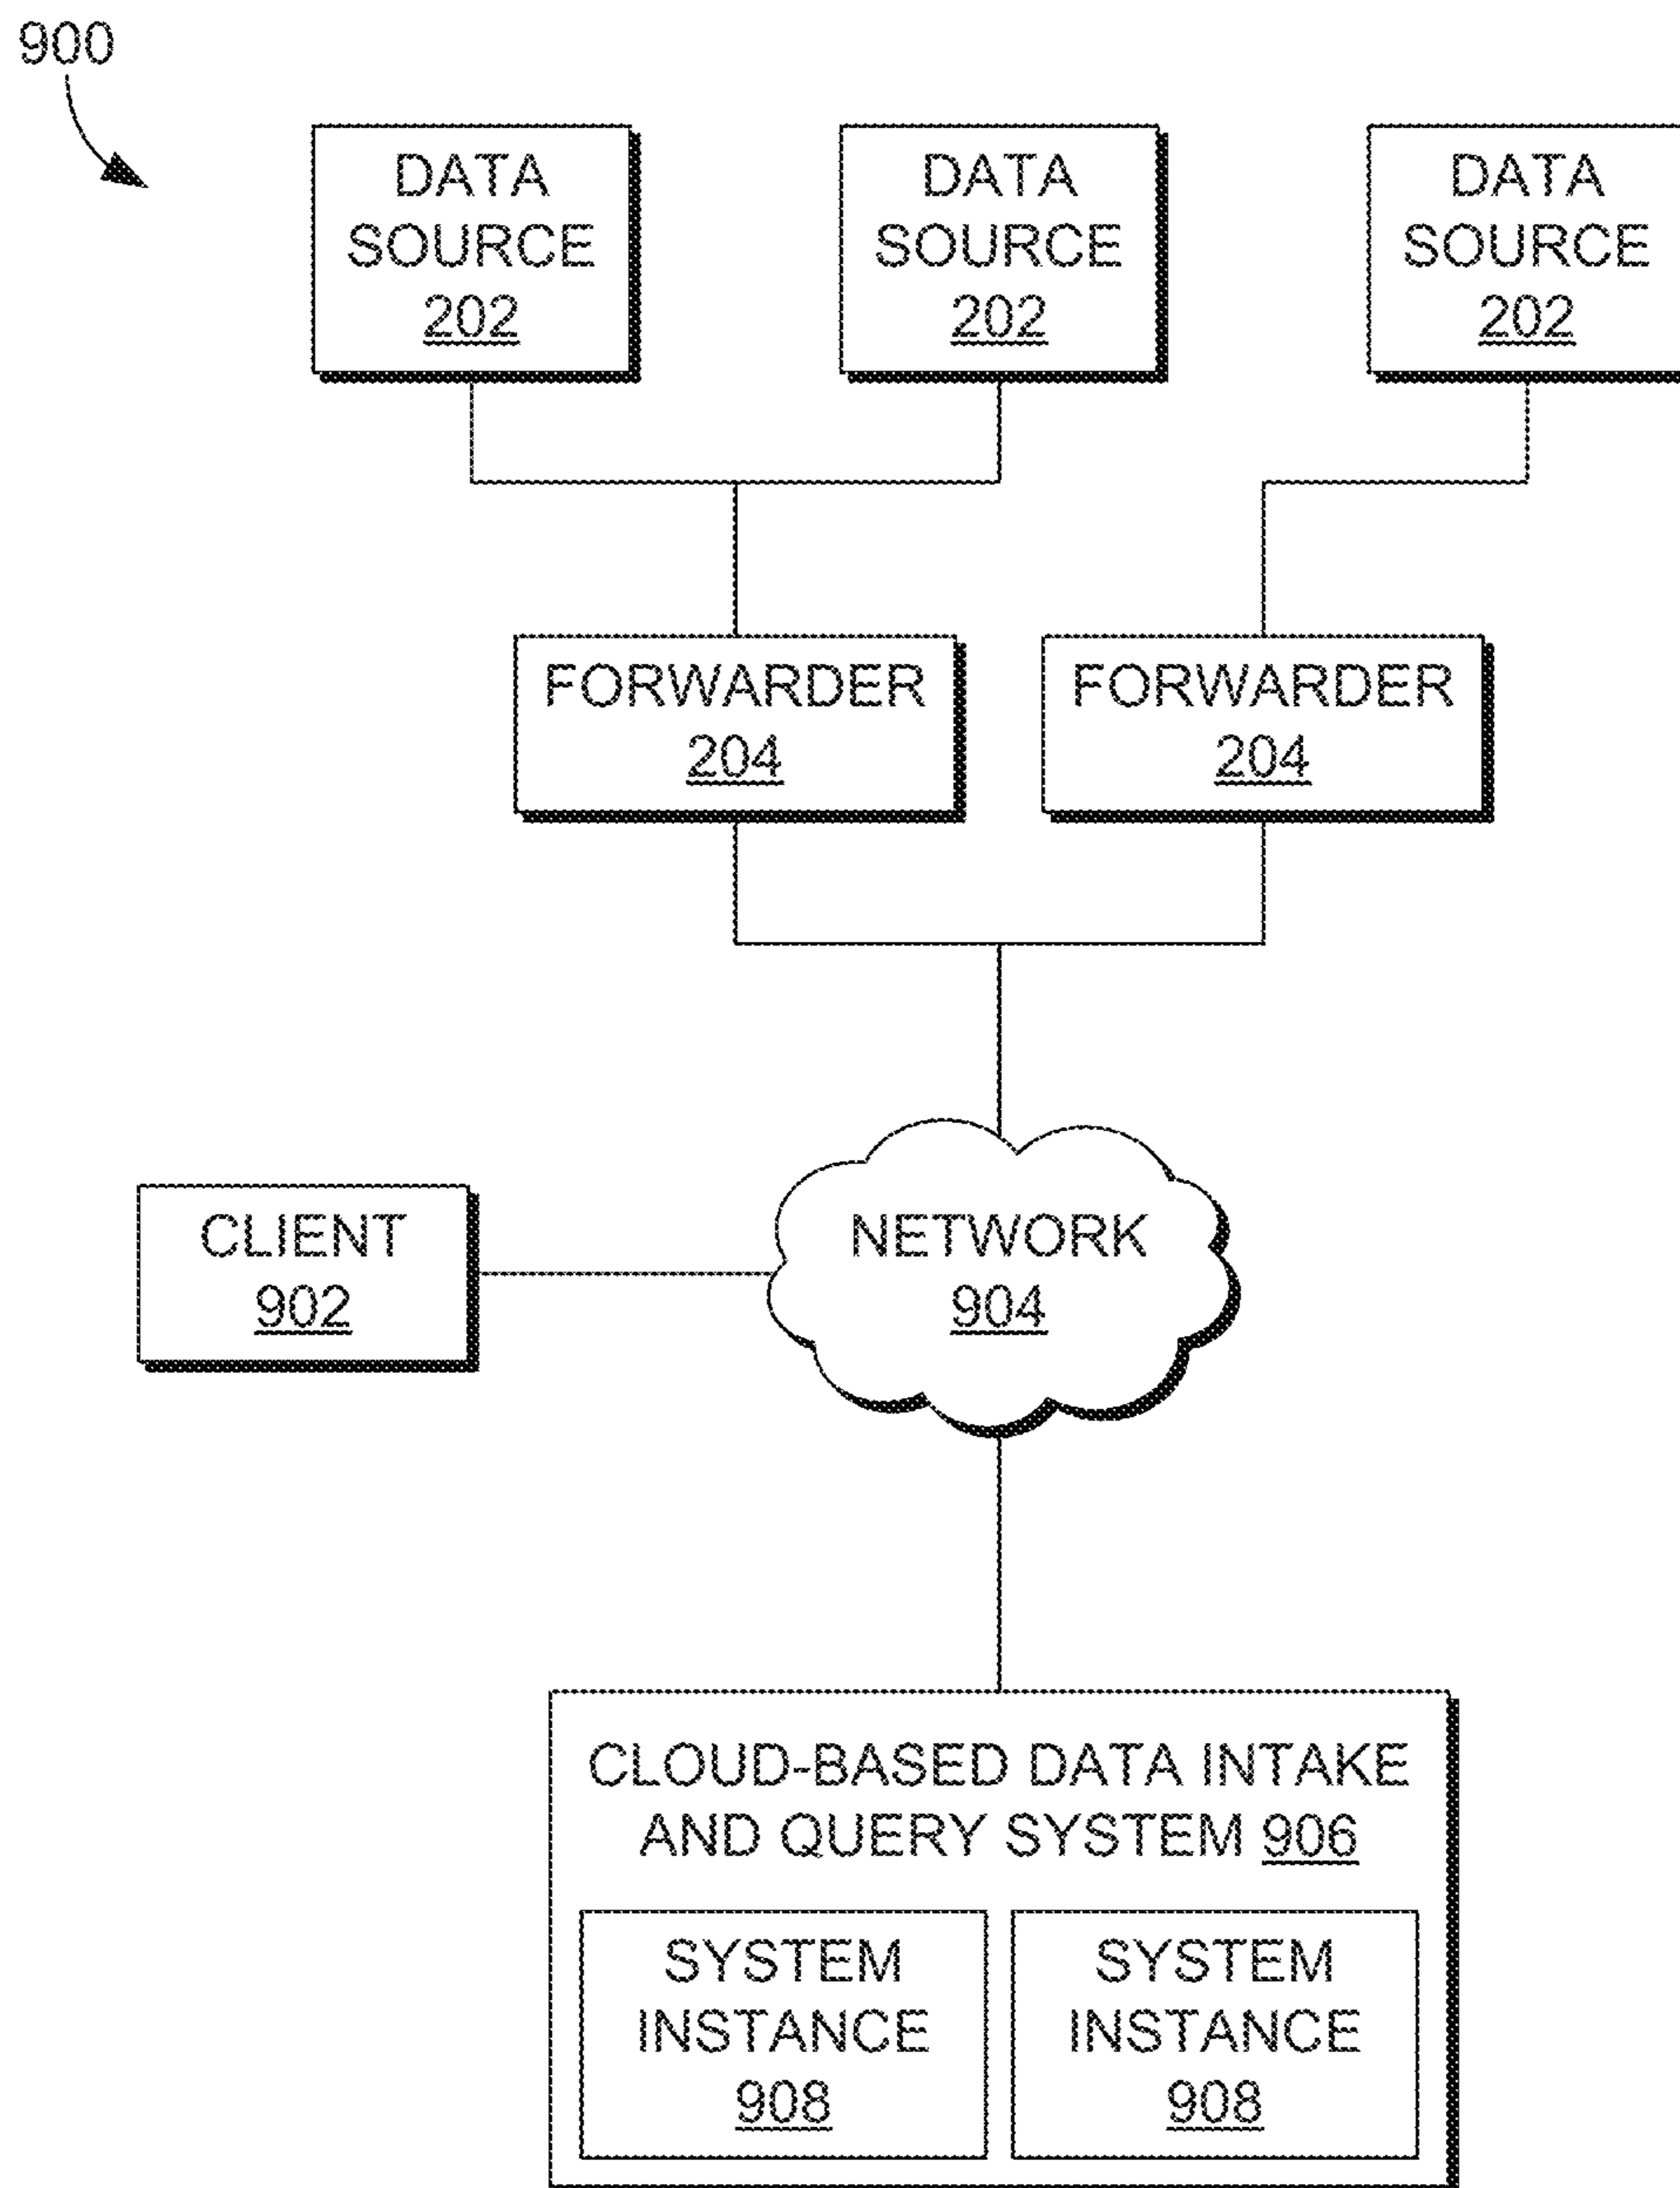 900
DATA
SOURCE
202
DATA
SOURCE
202
DATA
SOURCE
202
FORWARDER
204
FORWARDER
204
CLIENT
902
NETWORK
904
CLOUD-BASED DATA INTAKE
AND QUERY SYSTEM 906
SYSTEM
INSTANCE
908
SYSTEM
INSTANCE
908